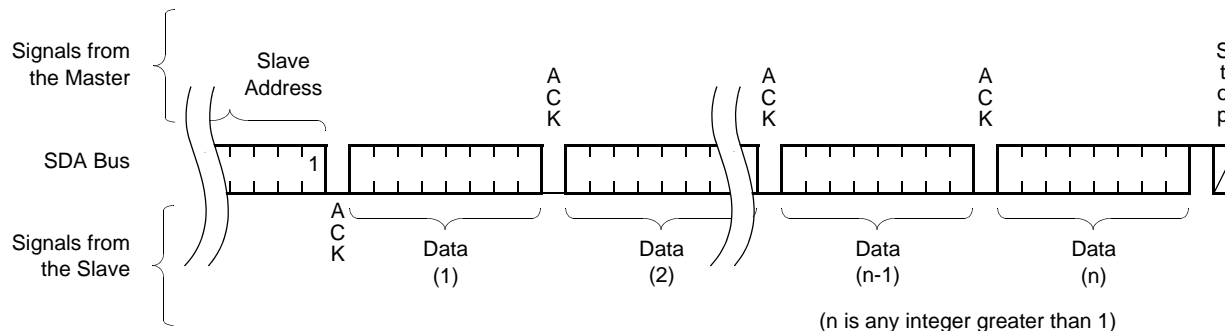 Signals from
the Master
Slave
Address
A
C
K
A
C
K
A
C
K
S
t
o
p
SDA Bus
1
A
C
K
Signals from
the Slave
Data
(1)
Data
(2)
Data
(n-1)
Data
(n)
(n is any integer greater than 1)